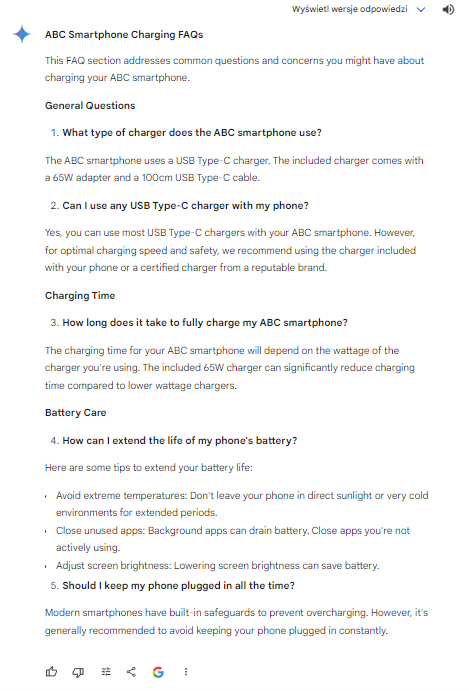 Wyświetl wersje odpowiedzi
ABC Smartphone Charging FAQs
This FAQ section addresses common questions and concerns you might have about
charging your ABC smartphone.
General Questions
1. What type of charger does the ABC smartphone use?
The ABC smartphone uses a USB Type-C charger. The included charger comes with
a 65W adapter and a 100cm USB Type-C cable.
2. Can I use any USB Type-C charger with my phone?
Yes, you can use most USB Type-C chargers with your ABC smartphone. However,
for optimal charging speed and safety, we recommend using the charger included
with your phone or a certified charger from a reputable brand.
Charging Time
3. How long does it take to fully charge my ABC smartphone?
The charging time for your ABC smartphone will depend on the wattage of the
charger you're using. The included 65W charger can significantly reduce charging
time compared to lower wattage chargers.
Battery Care
4. How can I extend the life of my phone's battery?
Here are some tips to extend your battery life:
• Avoid extreme temperatures: Don't leave your phone in direct sunlight or very cold
environments for extended periods.
• Close unused apps: Background apps can drain battery. Close apps you're not
actively using.
• Adjust screen brightness: Lowering screen brightness can save battery.
5. Should I keep my phone plugged in all the time?
Modern smartphones have built-in safeguards to prevent overcharging. However, it's
generally recommended to avoid keeping your phone plugged in constantly.